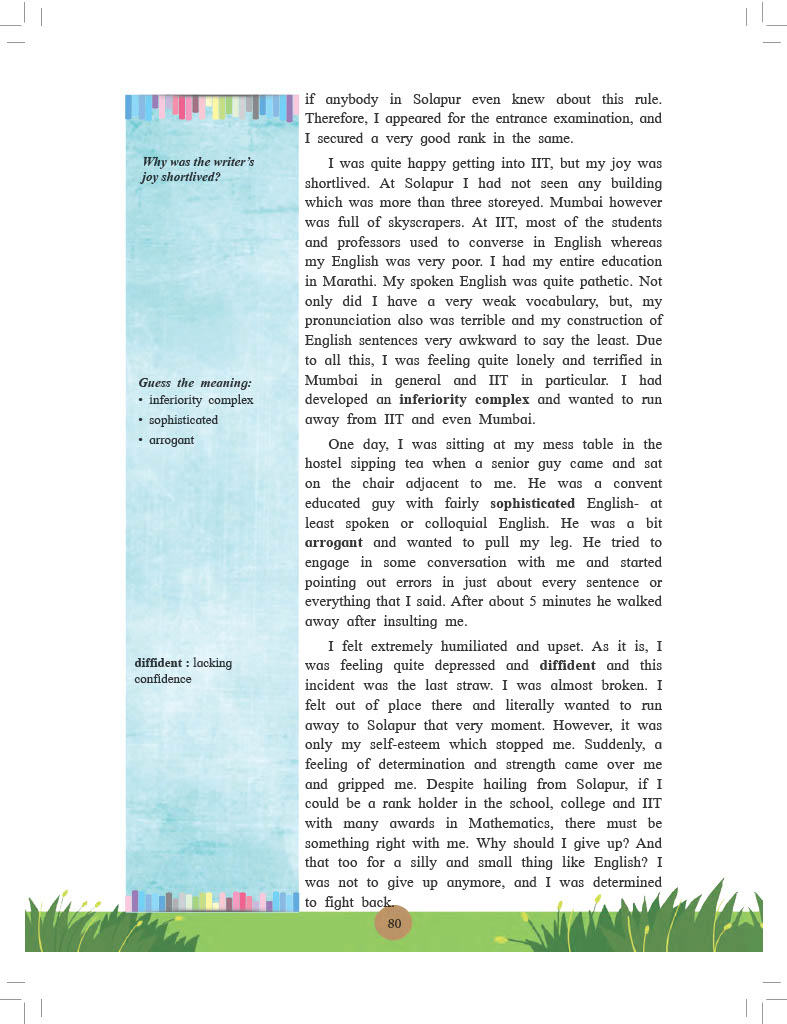 if anybody in Solapur even knew about this rule.
Therefore, I appeared for the entrance examination, and
I secured a very good rank in the same.
Why was the writer's
joy shortlived?
I was quite happy getting into IIT, but my joy was
shortlived. At Solapur I had not seen any building
which was more than three storeyed. Mumbai however
was full of skyscrapers. At IIT, most of the students
and professors used to converse in English whereas
my English was very poor. I had my entire education
in Marathi. My spoken English was quite pathetic. Not
only did I have a very weak vocabulary, but, my
pronunciation also was terrible and my construction of
English sentences very awkward to say the least. Due
to all this, I was feeling quite lonely and terrified in
Mumbai in general and IIT in particular. I had
developed an inferiority complex and wanted to run
away from IIT and even Mumbai.
Guess the meaning:
• inferiority complex
• sophisticated
• arrogant
One day, I was sitting at my mess table in the
hostel sipping tea when a senior guy came and sat
on the chair adjacent to me. He was a convent
educated guy with fairly sophisticated English- at
least spoken or colloquial English. He was a bit
arrogant and wanted to pull my leg. He tried to
engage in some conversation with me and started
pointing out errors in just about every sentence or
everything that I said. After about 5 minutes he walked
away after insulting me.
diffident : lacking
confidence
I felt extremely humiliated and upset. As it is, I
was feeling quite depressed and diffident and this
incident was the last straw. I was almost broken. I
felt out of place there and literally wanted to run
away to Solapur that very moment. However, it was
only my self-esteem which stopped me. Suddenly, a
feeling of determination and strength came over me
and gripped me. Despite hailing from Solapur, if I
could be a rank holder in the school, college and IIT
with many awards in Mathematics, there must be
something right with me. Why should I give up? And
that too for a silly and small thing like English? I
was not to give up anymore, and I was determined
to fight back.
80